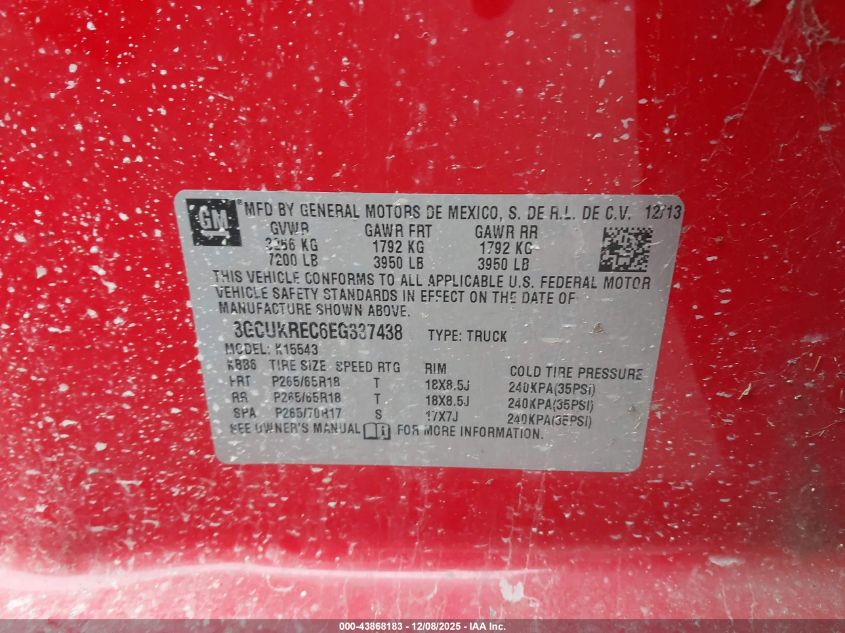 GM ® MFD BY GENERAL MOTORS DE MEXICO, S. DE R.L. DE C.V. 12/13
GVWR GAWR FRT GAWR RR
3266 KG 1792 KG 1792 KG
7200 LB 3950 LB 3950 LB
THIS VEHICLE CONFORMS TO ALL APPLICABLE U.S. FEDERAL MOTOR
VEHICLE SAFETY STANDARDS IN EFFECT ON THE DATE OF
MANUFACTURE SHOWN ABOVE.
3GCUKREC6EG337438 TYPE: TRUCK
MODEL: K15543
TIRE SIZE SPEED RTG RIM COLD TIRE PRESSURE
FRT P265/65R18 T 18X8.5J 240KPA(35PSI)
RR P265/65R18 T 18X8.5J 240KPA(35PSI)
SPA P265/70R17 S 17X7J 240KPA(35PSI)
SEE OWNER'S MANUAL FOR MORE INFORMATION.
000-43868183 - 12/08/2025 - IAA Inc.